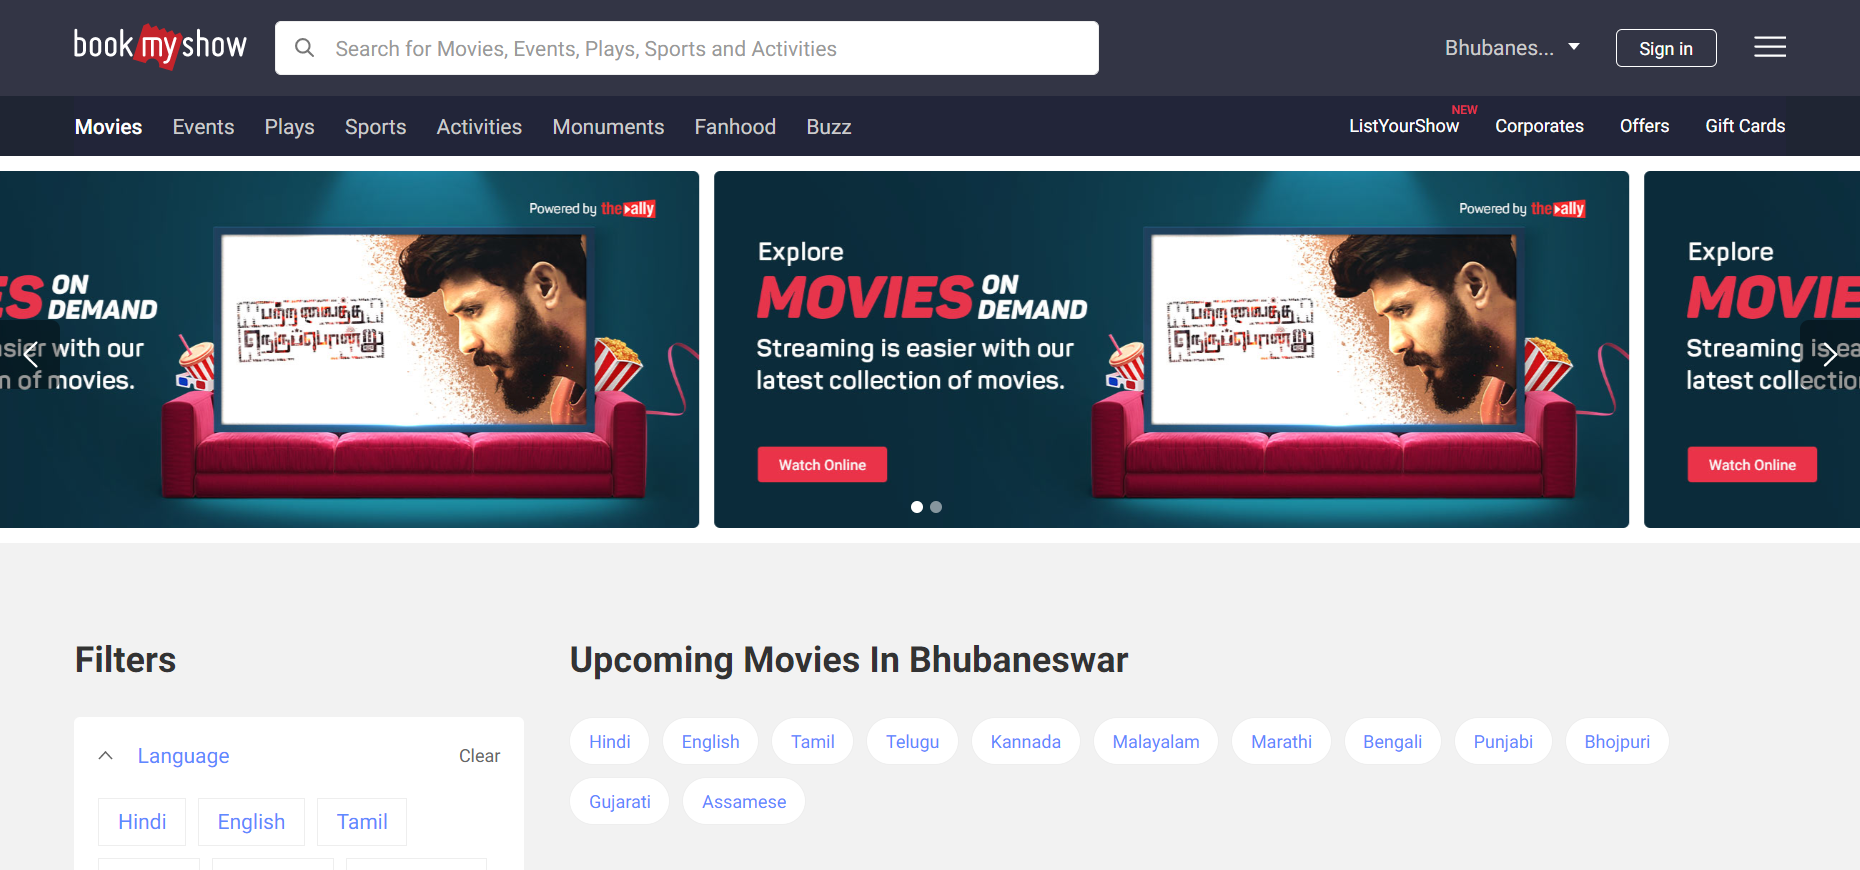 bookmyshow
Search for Movies, Events, Plays, Sports and Activities
Bhubanes...
Sign in
Movies Events Plays Sports Activities Monuments Fanhood Buzz
ListYourShow NEW Corporates Offers Gift Cards
Powered by the ally
ES ON DEMAND
sier with our
n of movies.
பற்றவைத்த
நெருப்பொன்று
Powered by the ally
Explore
MOVIES ON DEMAND
Streaming is easier with our
latest collection of movies.
பற்றவைத்த
நெருப்பொன்று
Watch Online
Explore
MOVIE
Streaming is ea
latest collectio
Watch Online
Filters
Language
Clear
Hindi English Tamil
Upcoming Movies In Bhubaneswar
Hindi English Tamil Telugu Kannada Malayalam Marathi Bengali Punjabi Bhojpuri
Gujarati Assamese